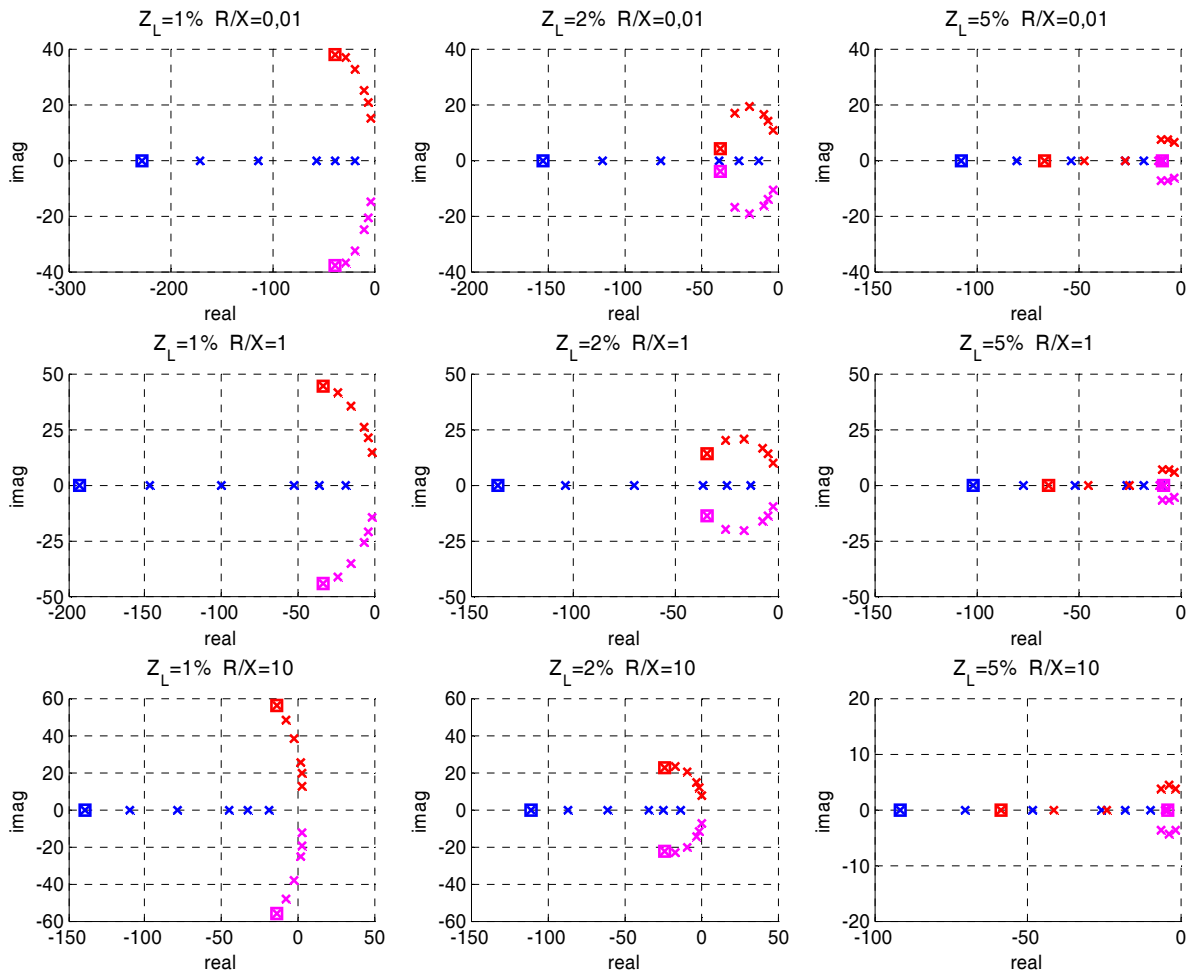 Z_L=1% R/X=0,01
Z_L=2% R/X=0,01
Z_L=5% R/X=0,01
40
20
0
-20
-40
imag
-300 -200 -100 0
real
40
20
0
-20
-40
imag
-200 -150 -100 -50 0
real
40
20
0
-20
-40
imag
-150 -100 -50 0
real
Z_L=1% R/X=1
Z_L=2% R/X=1
Z_L=5% R/X=1
50
25
0
-25
-50
imag
-200 -150 -100 -50 0
real
50
25
0
-25
-50
imag
-150 -100 -50 0
real
50
25
0
-25
-50
imag
-150 -100 -50 0
real
Z_L=1% R/X=10
Z_L=2% R/X=10
Z_L=5% R/X=10
60
40
20
0
-20
-40
-60
imag
-150 -100 -50 0 50
real
60
40
20
0
-20
-40
-60
imag
-150 -100 -50 0 50
real
20
10
0
-10
-20
imag
-100 -50 0
real